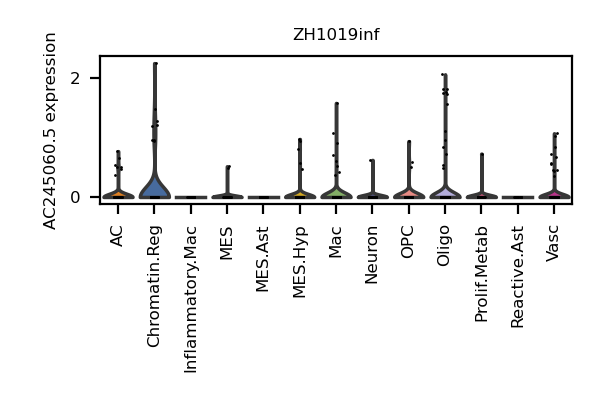 ZH1019inf
AC245060.5 expression
2
0
AC
Chromatin.Reg
Inflammatory.Mac
MES
MES.Ast
MES.Hyp
Mac
Neuron
OPC
Oligo
Prolif.Metab
Reactive.Ast
Vasc